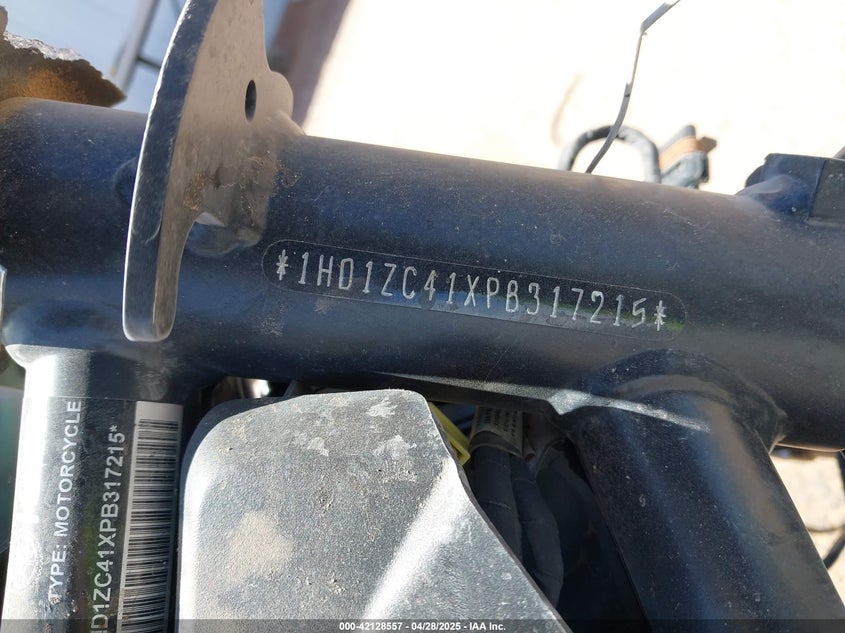 *1HD1ZC41XPB317215*
TYPE: MOTORCYCLE
D1ZC41XPB317215*
000-42128557 - 04/28/2025 - IAA Inc.